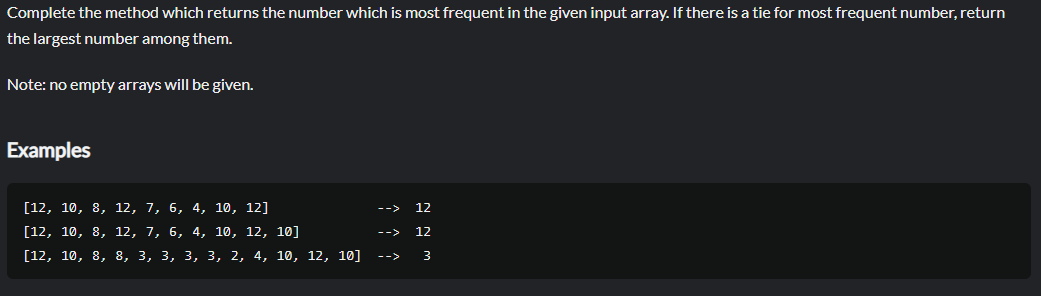 Complete the method which returns the number which is most frequent in the given input array. If there is a tie for most frequent number, return
the largest number among them.
Note: no empty arrays will be given.
Examples
[12, 10, 8, 12, 7, 6, 4, 10, 12]              -->  12
[12, 10, 8, 12, 7, 6, 4, 10, 12, 10]          -->  12
[12, 10, 8, 8, 3, 3, 3, 3, 2, 4, 10, 12, 10]  -->   3